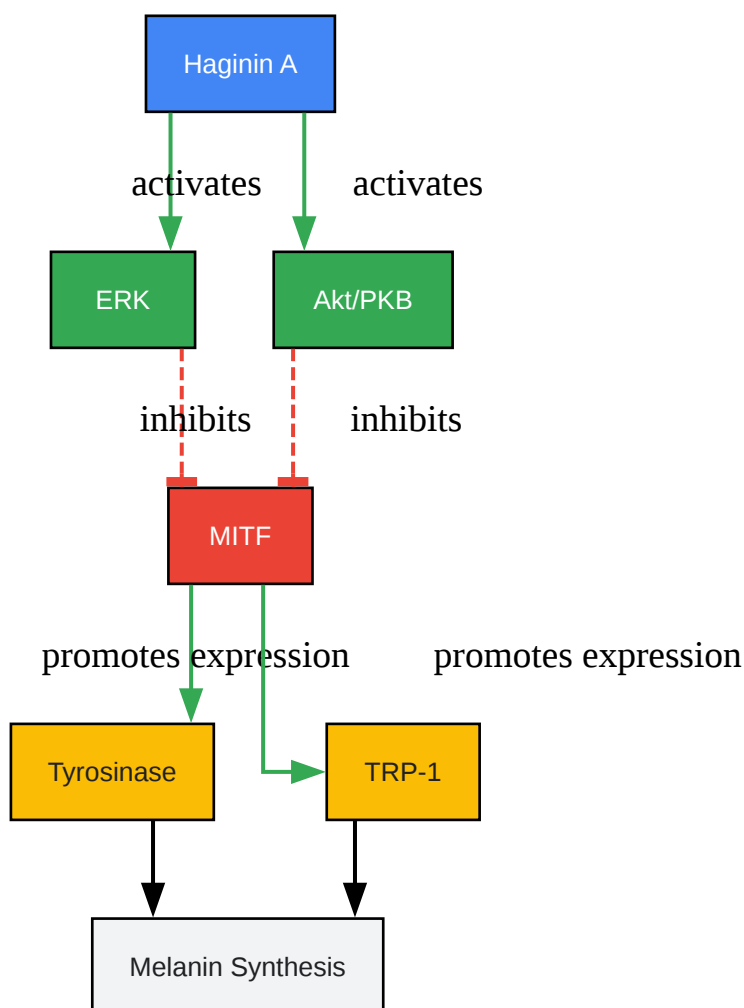 Haginin A
activates
activates
ERK
Akt/PKB
inhibits
inhibits
MITF
promotes expression
promotes expression
Tyrosinase
TRP-1
Melanin Synthesis